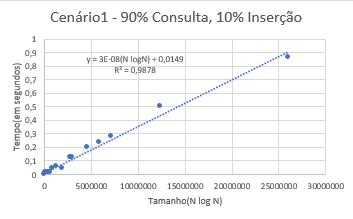 Cenário1 - 90% Consulta, 10% Inserção
y = 3E-08(N logN) + 0,0149
R² = 0,9878
Tempo(em segundos)
1
0,9
0,8
0,7
0,6
0,5
0,4
0,3
0,2
0,1
0
0 5000000 10000000 15000000 20000000 25000000 30000000
Tamanho(N log N)